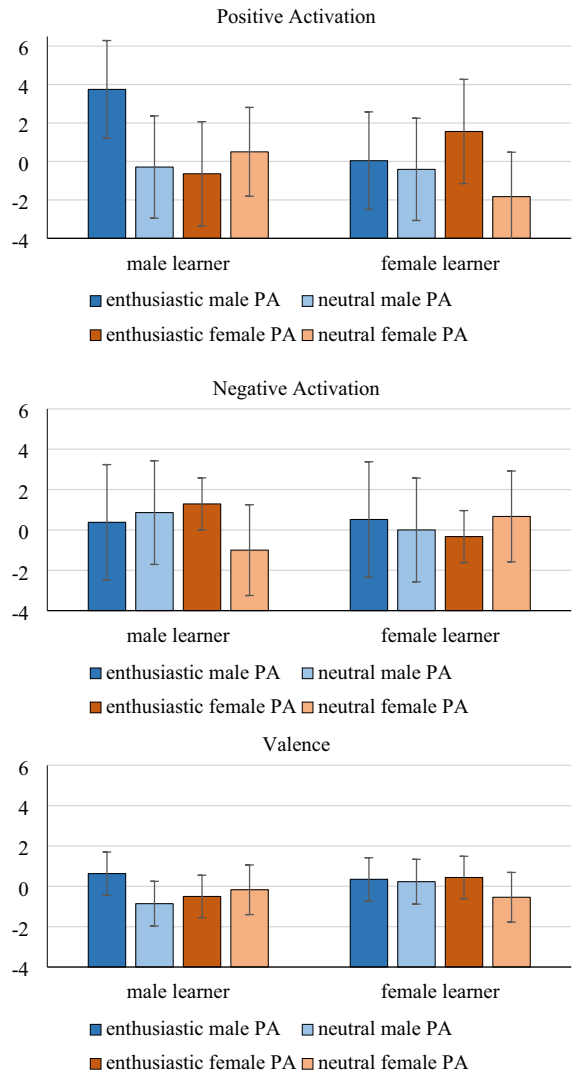 Positive Activation
6
4
2
0
-2
-4
male learner female learner
enthusiastic male PA neutral male PA
enthusiastic female PA neutral female PA
Negative Activation
6
4
2
0
-2
-4
male learner female learner
enthusiastic male PA neutral male PA
enthusiastic female PA neutral female PA
Valence
6
4
2
0
-2
-4
male learner female learner
enthusiastic male PA neutral male PA
enthusiastic female PA neutral female PA